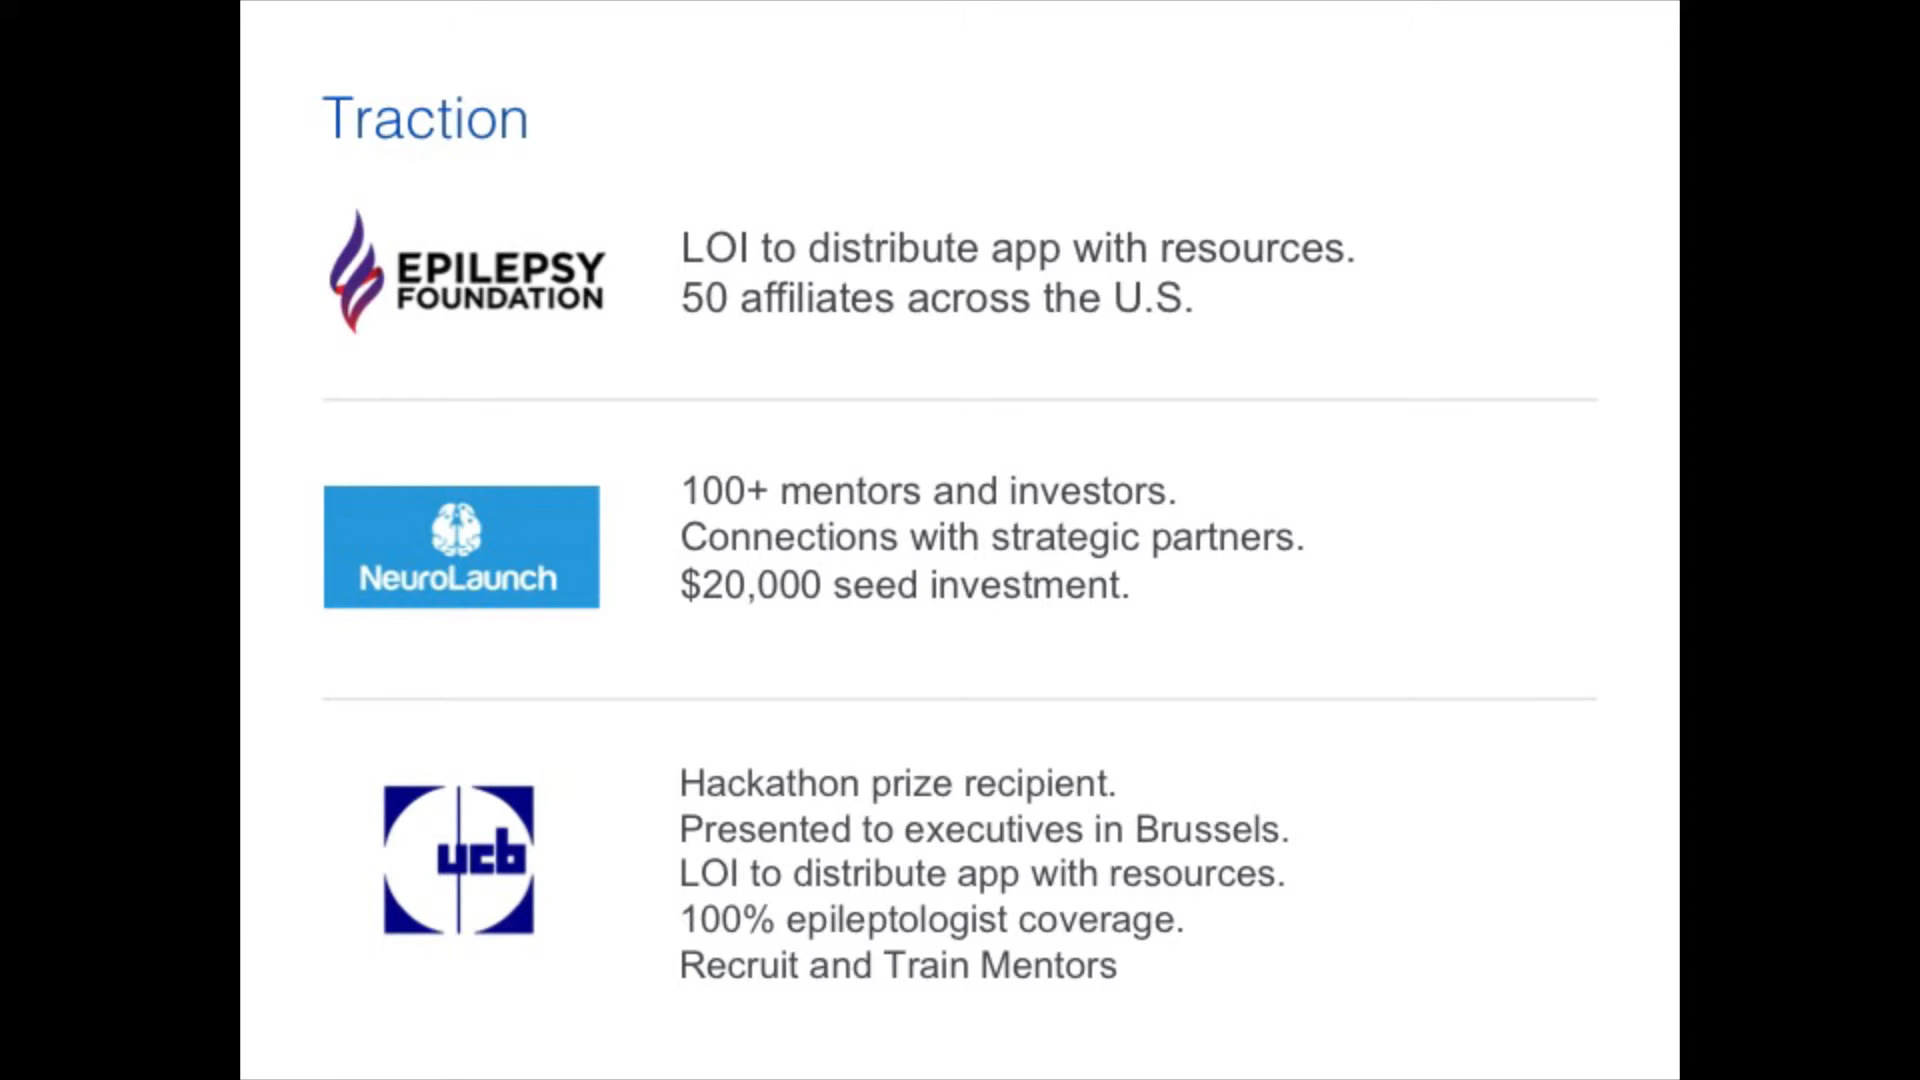 Traction
EPILEPSY
FOUNDATION
LOI to distribute app with resources.
50 affiliates across the U.S.
NeuroLaunch
100+ mentors and investors.
Connections with strategic partners.
$20,000 seed investment.
ucb
Hackathon prize recipient.
Presented to executives in Brussels.
LOI to distribute app with resources.
100% epileptologist coverage.
Recruit and Train Mentors